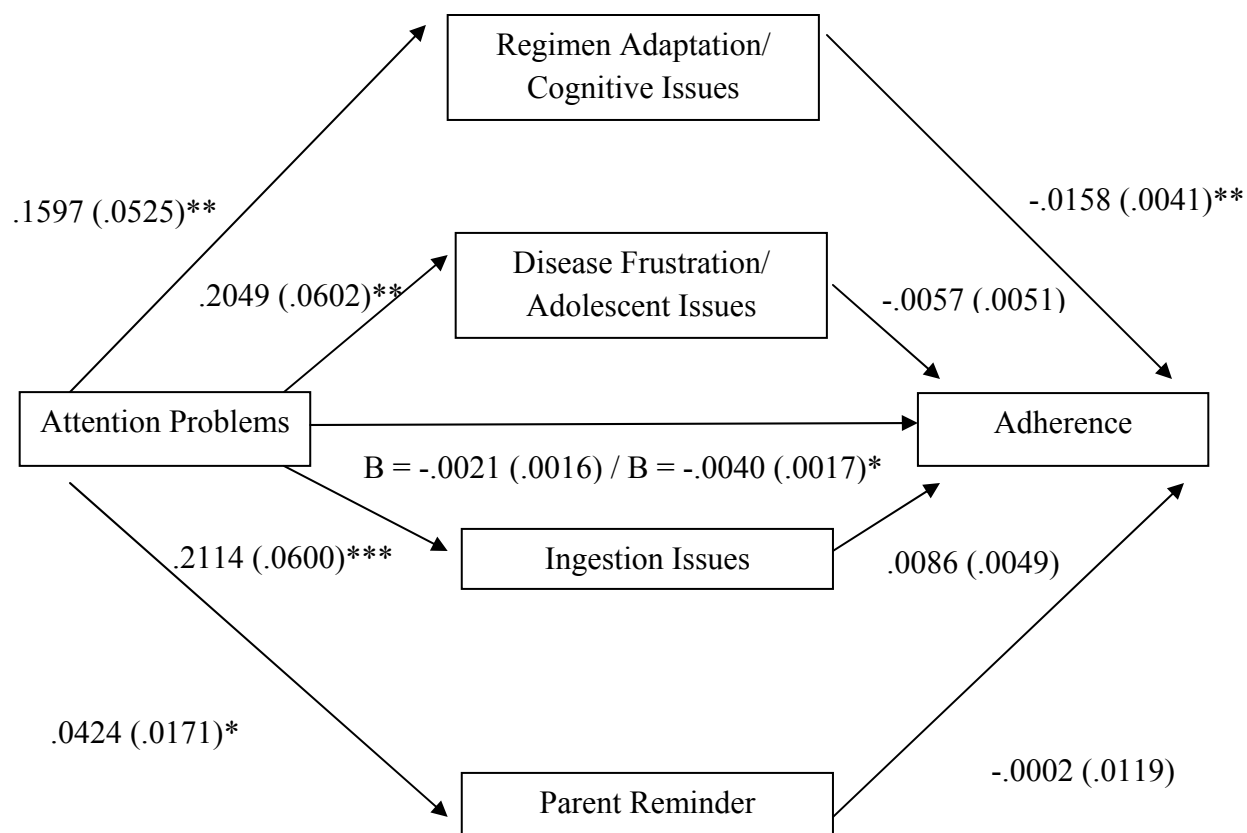 Regimen Adaptation/
Cognitive Issues
.1597 (.0525)**
-.0158 (.0041)**
Disease Frustration/
Adolescent Issues
.2049 (.0602)**
-.0057 (.0051)
Attention Problems
Adherence
B = -.0021 (.0016) / B = -.0040 (.0017)*
.2114 (.0600)***
Ingestion Issues
.0086 (.0049)
.0424 (.0171)*
-.0002 (.0119)
Parent Reminder